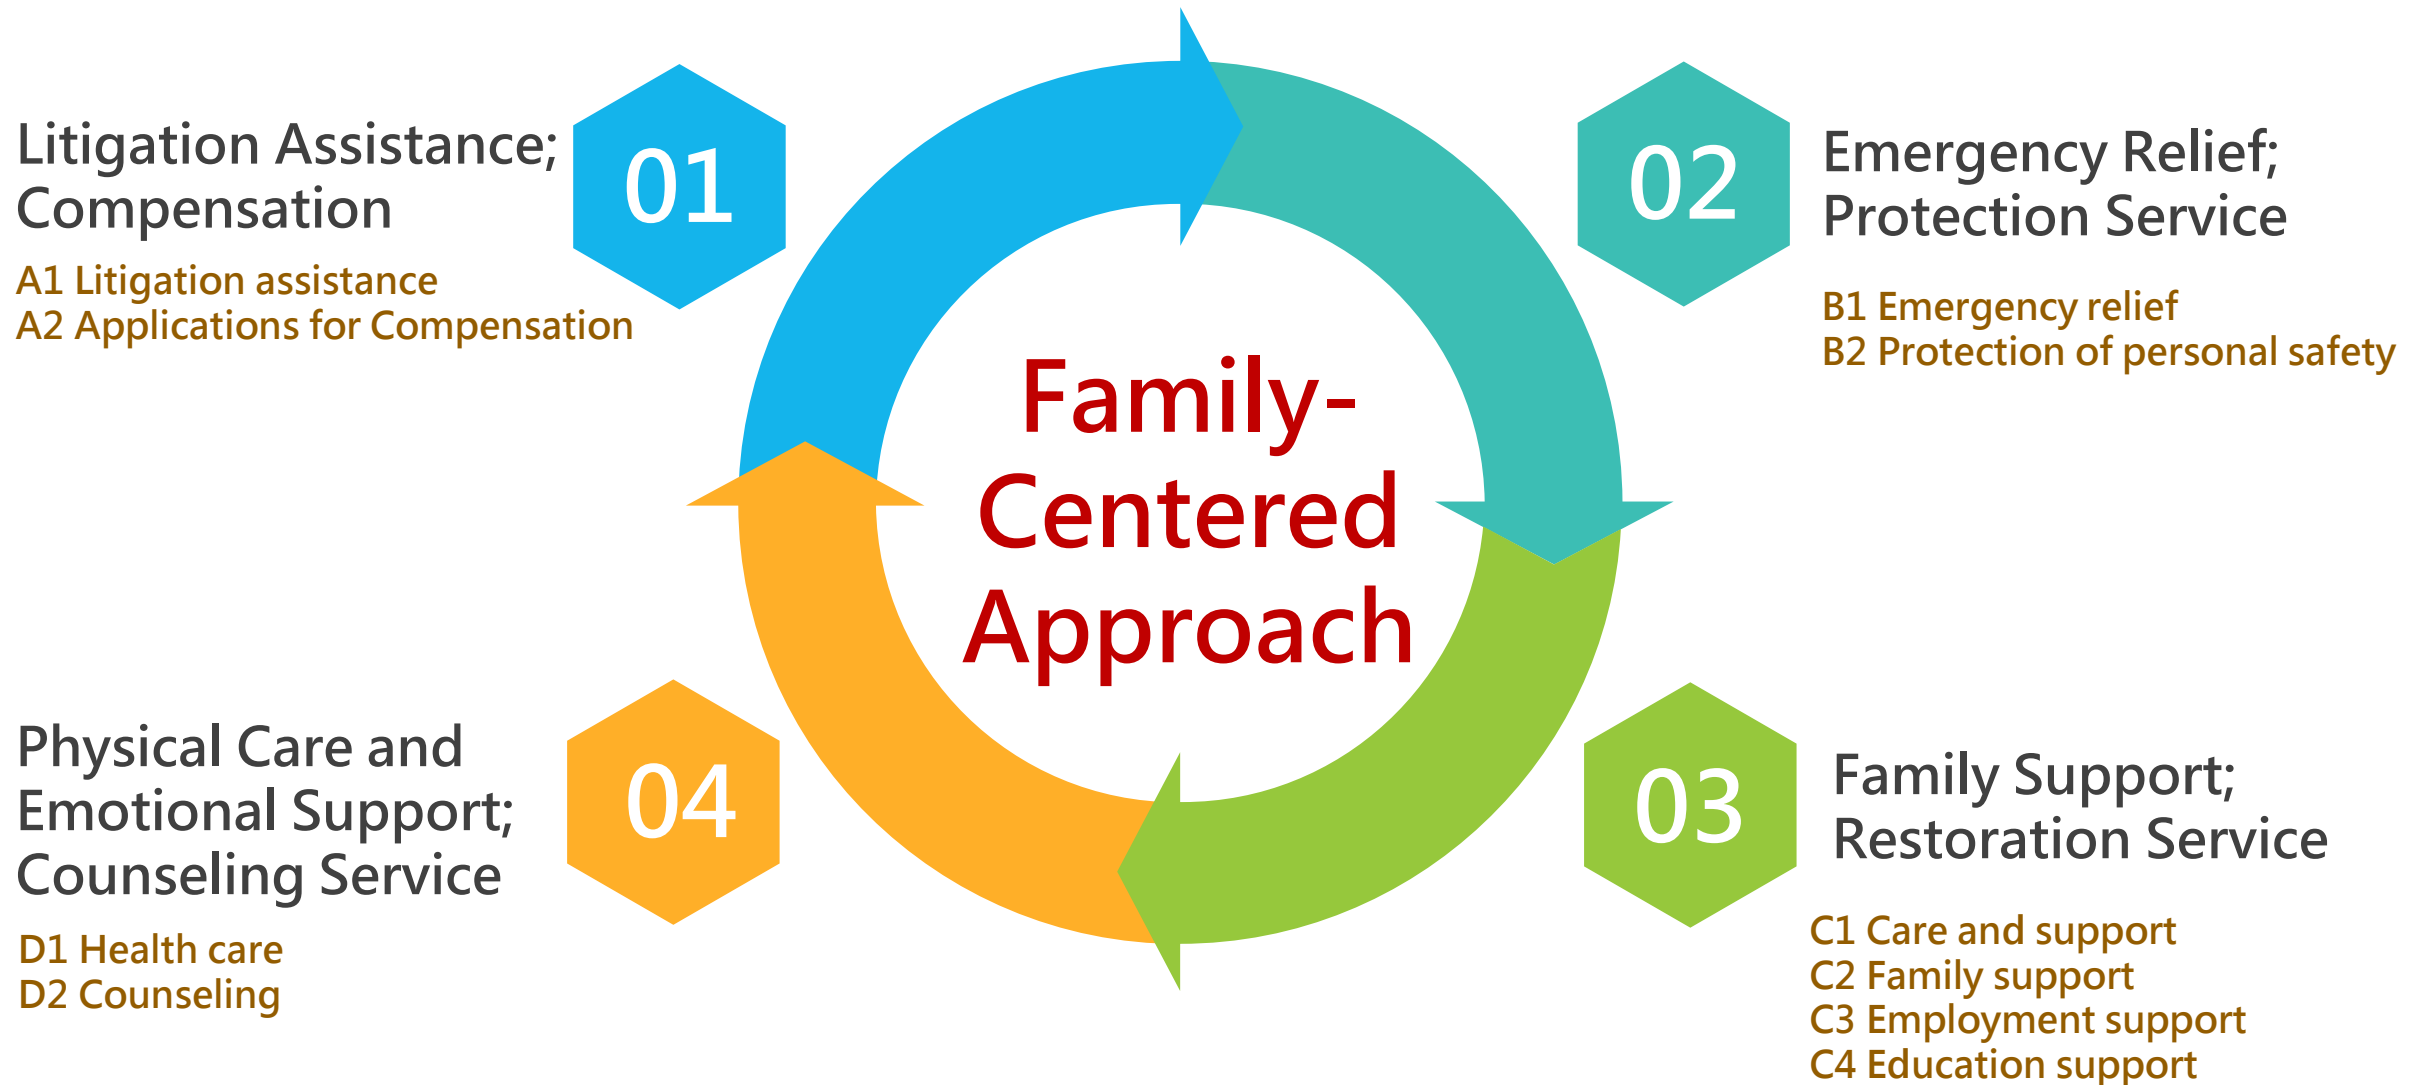 01
Litigation Assistance;
Compensation
A1 Litigation assistance
A2 Applications for Compensation
02
Emergency Relief;
Protection Service
B1 Emergency relief
B2 Protection of personal safety
Family-
Centered
Approach
03
Family Support;
Restoration Service
C1 Care and support
C2 Family support
C3 Employment support
C4 Education support
04
Physical Care and
Emotional Support;
Counseling Service
D1 Health care
D2 Counseling